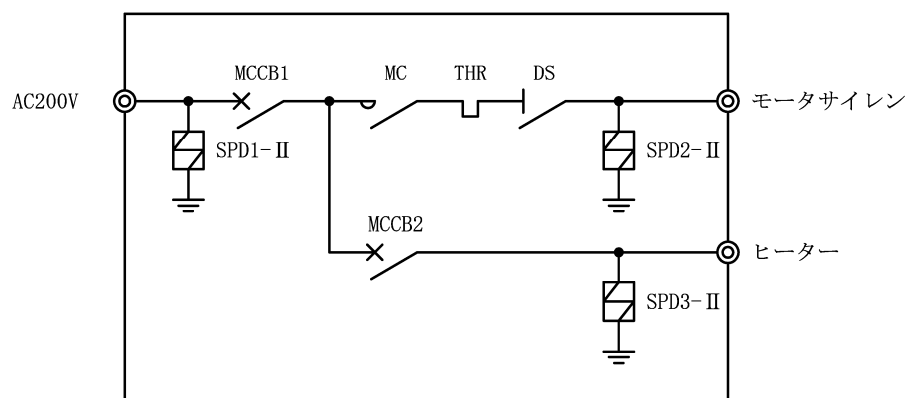 MCCB1
MC
THR
DS
AC200V
モータサイレン
SPD1-Ⅱ
SPD2-Ⅱ
MCCB2
ヒーター
SPD3-Ⅱ